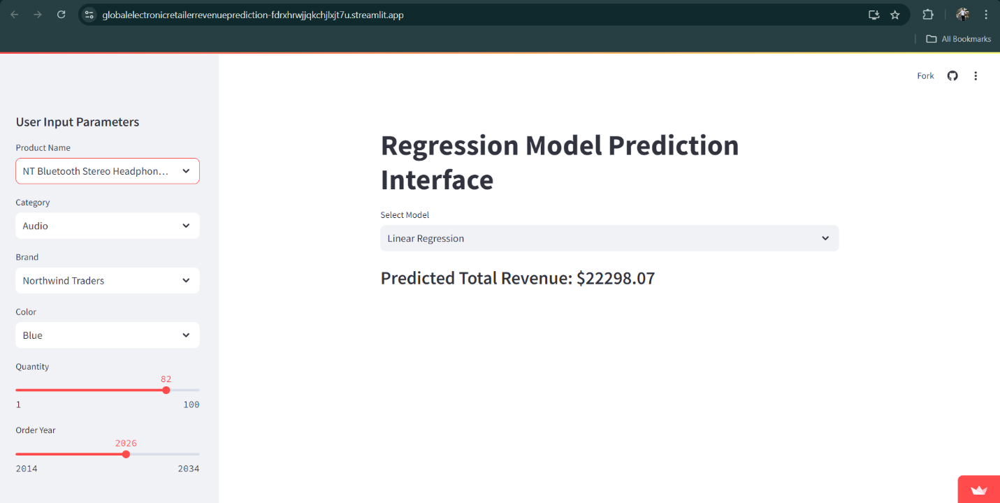 globalelectronicretailerrevenueprediction-fdrxhrwjjqkchjlxjt7u.streamlit.app
All Bookmarks
Fork
User Input Parameters
Product Name
NT Bluetooth Stereo Headphon...
Category
Audio
Brand
Northwind Traders
Color
Blue
Quantity
82
1 100
Order Year
2026
2014 2034
Regression Model Prediction
Interface
Select Model
Linear Regression
Predicted Total Revenue: $22298.07